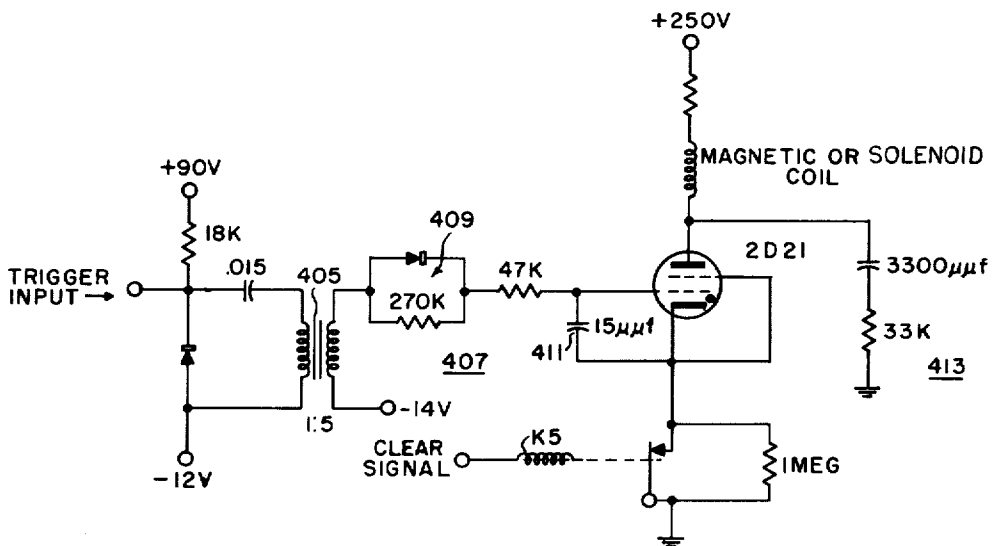 +250V
MAGNETIC OR SOLENOID
COIL
+90V
18K
409
2D21
TRIGGER
INPUT →
.015
405
47K
3300μμf
270K
15μμf
33K
411
407
413
-14V
1:5
K5
CLEAR
SIGNAL
1MEG
-12V